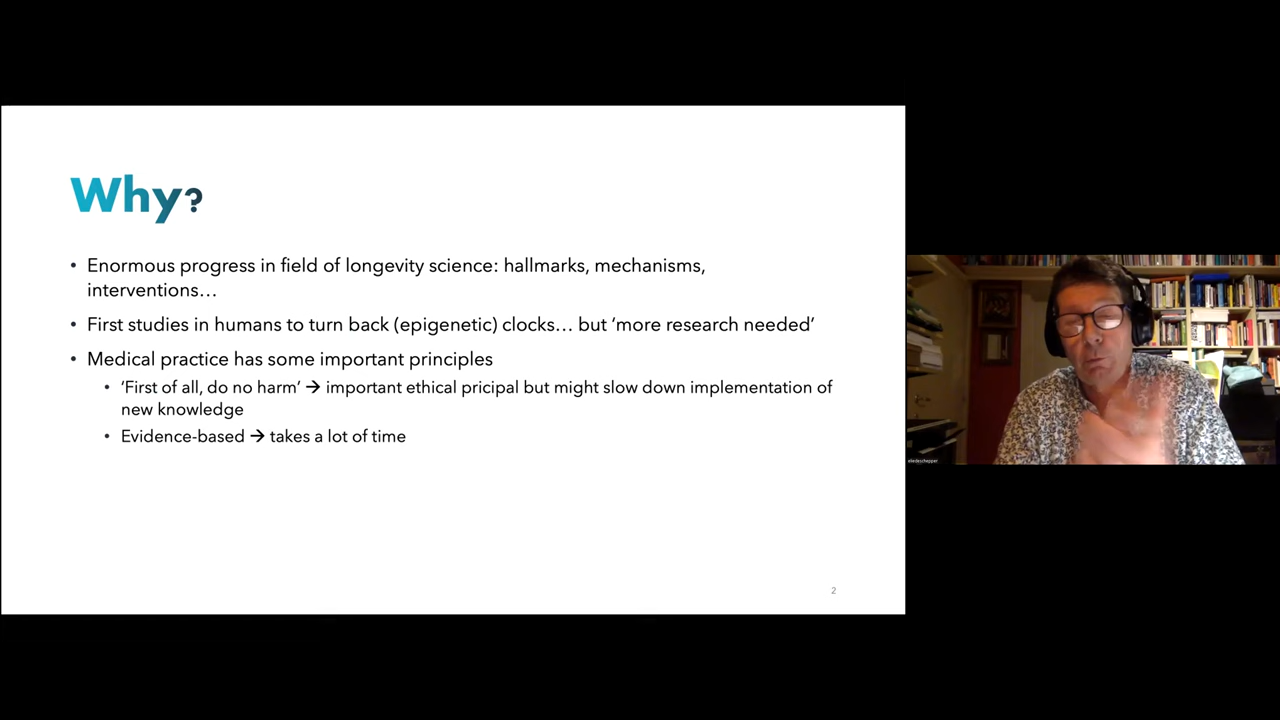 Why?
• Enormous progress in field of longevity science: hallmarks, mechanisms,
interventions…
• First studies in humans to turn back (epigenetic) clocks… but ‘more research needed’
• Medical practice has some important principles
• ‘First of all, do no harm’ → important ethical pricipal but might slow down implementation of
new knowledge
• Evidence-based → takes a lot of time
2